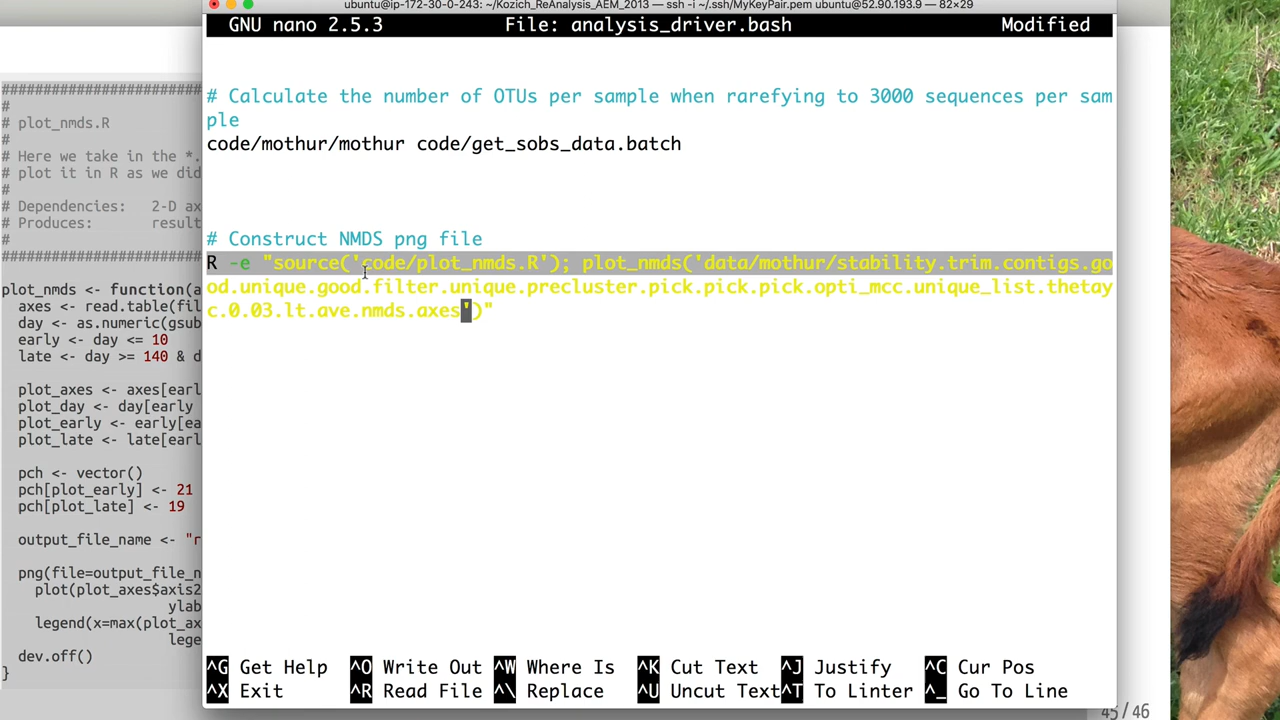 ubuntu@ip-172-30-0-243: ~/Kozich_ReAnalysis_AEM_2013 — ssh -i ~/.ssh/MyKeyPair.pem ubuntu@52.90.193.9 — 82×29
GNU nano 2.5.3 File: analysis_driver.bash Modified
# Calculate the number of OTUs per sample when rarefying to 3000 sequences per sam
ple
code/mothur/mothur code/get_sobs_data.batch
# Construct NMDS png file
R -e "source('code/plot_nmds.R'); plot_nmds('data/mothur/stability.trim.contigs.go
od.unique.good.filter.unique.precluster.pick.pick.pick.opti_mcc.unique_list.thetay
c.0.03.lt.ave.nmds.axes')"
^G Get Help ^O Write Out ^W Where Is ^K Cut Text ^J Justify ^C Cur Pos
^X Exit ^R Read File ^\ Replace ^U Uncut Text ^T To Linter ^_ Go To Line
########################
#
# plot_nmds.R
#
# Here we take in the *.
# plot it in R as we did
#
# Dependencies: 2-D ax
# Produces: result
#
########################
plot_nmds <- function(a
axes <- read.table(fil
day <- as.numeric(gsub
early <- day <= 10
late <- day >= 140 & d
plot_axes <- axes[earl
plot_day <- day[early
plot_early <- early[ea
plot_late <- late[earl
pch <- vector()
pch[plot_early] <- 21
pch[plot_late] <- 19
output_file_name <- "r
png(file=output_file_n
plot(plot_axes$axis2
ylab
legend(x=max(plot_ax
lege
dev.off()
}
45 / 46